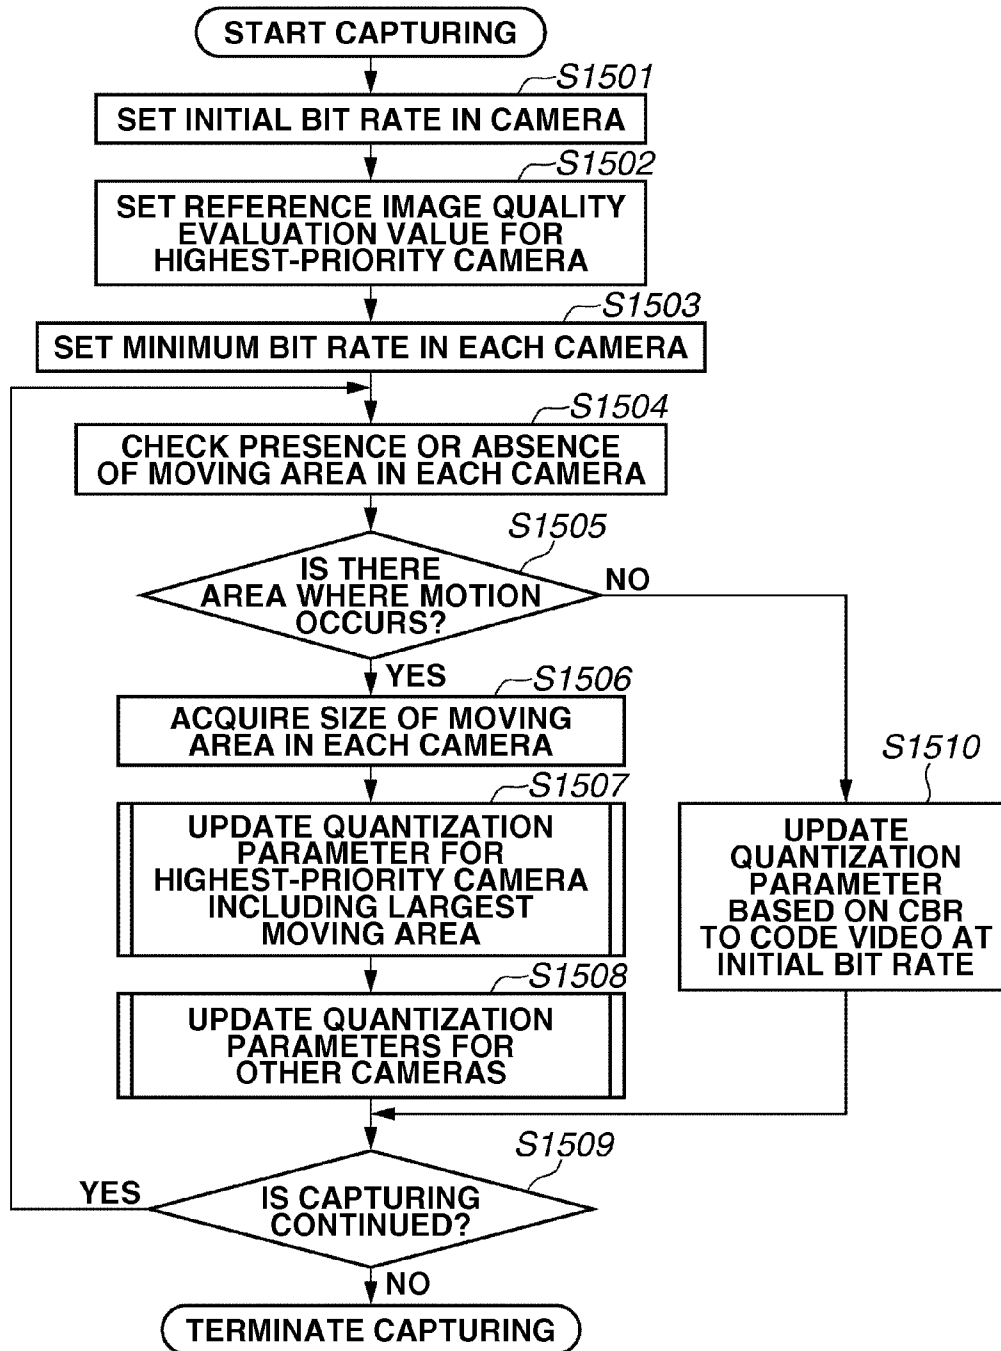 START CAPTURING
S1501
SET INITIAL BIT RATE IN CAMERA
S1502
SET REFERENCE IMAGE QUALITY
EVALUATION VALUE FOR
HIGHEST-PRIORITY CAMERA
S1503
SET MINIMUM BIT RATE IN EACH CAMERA
S1504
CHECK PRESENCE OR ABSENCE
OF MOVING AREA IN EACH CAMERA
S1505
IS THERE
AREA WHERE MOTION
OCCURS?
NO
YES
S1506
ACQUIRE SIZE OF MOVING
AREA IN EACH CAMERA
S1507
UPDATE QUANTIZATION
PARAMETER FOR
HIGHEST-PRIORITY CAMERA
INCLUDING LARGEST
MOVING AREA
S1510
UPDATE
QUANTIZATION
PARAMETER
BASED ON CBR
TO CODE VIDEO AT
INITIAL BIT RATE
S1508
UPDATE QUANTIZATION
PARAMETERS FOR
OTHER CAMERAS
S1509
YES
IS CAPTURING
CONTINUED?
NO
TERMINATE CAPTURING